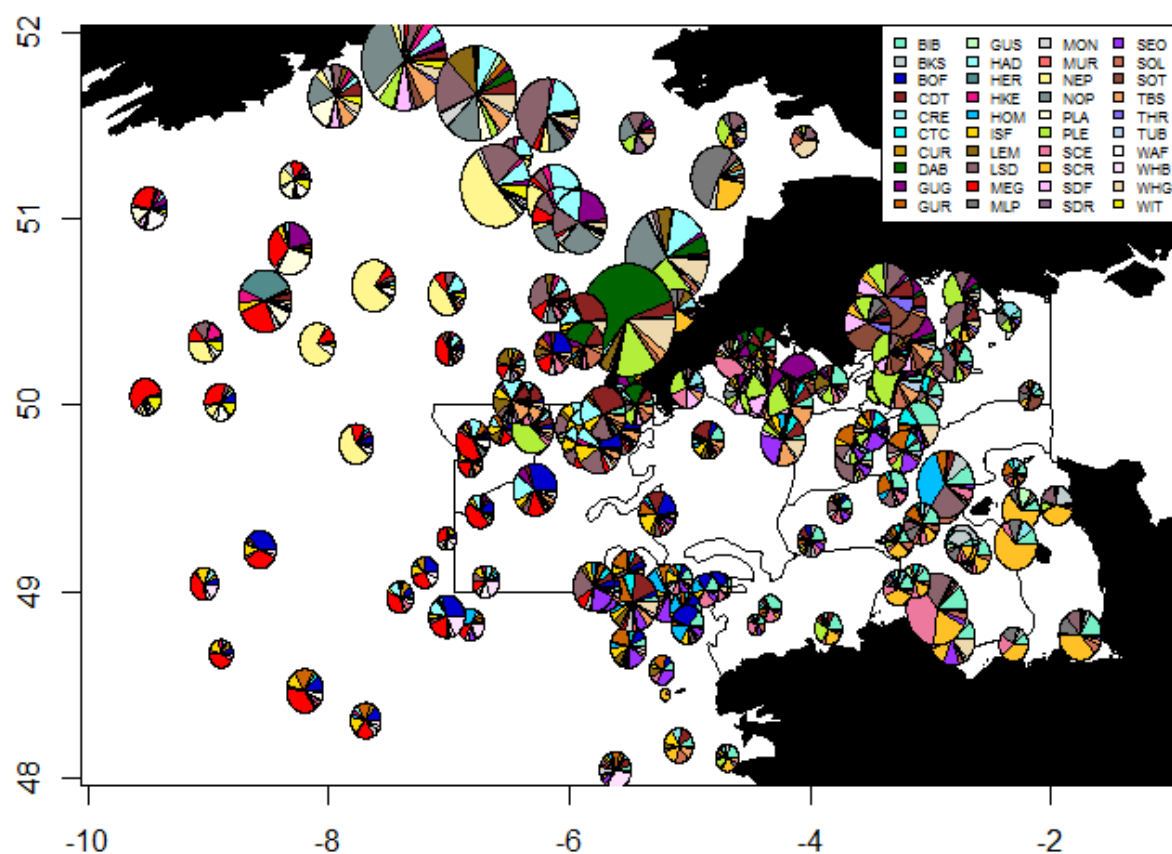 52
51
50
49
48
BIB GUS MON SEO
BKS HAD MUR SOL
BOF HER NEP SOT
CDT HKE NOP TBS
CRE HOM PLA THR
CTC ISF PLE TUB
CUR LEM SCE WAF
DAB LSD SCR WHB
GUG MEG SDF WHG
GUR MLP SDR WIT
-10 -8 -6 -4 -2